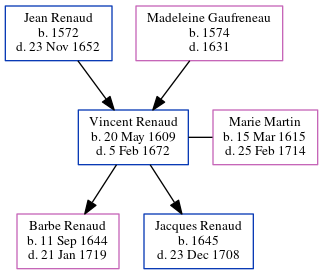 Jean Renaud
b. 1572
d. 23 Nov 1652
Madeleine Gaufreneau
b. 1574
d. 1631
Vincent Renaud
b. 20 May 1609
d. 5 Feb 1672
Marie Martin
b. 15 Mar 1615
d. 25 Feb 1714
Barbe Renaud
b. 11 Sep 1644
d. 21 Jan 1719
Jacques Renaud
b. 1645
d. 23 Dec 1708